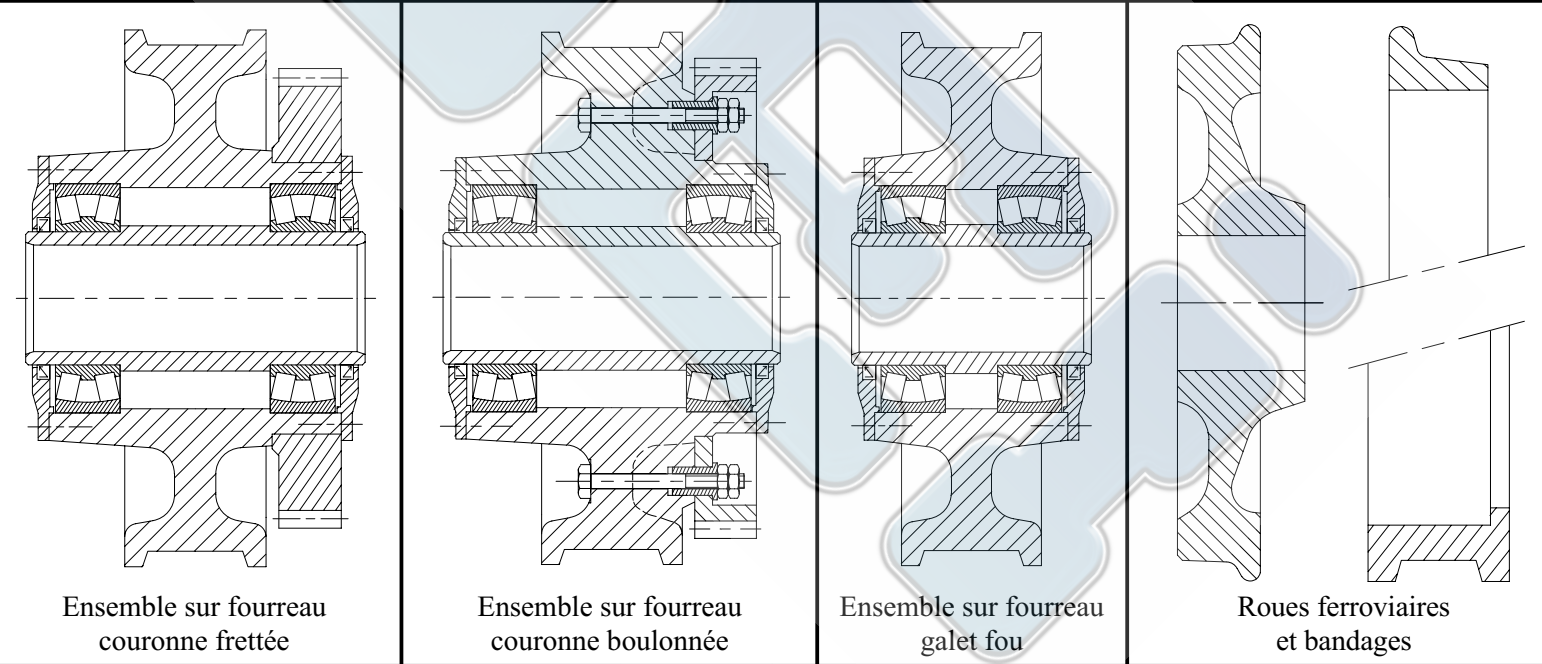 Ensemble sur fourreau
couronne frettée
Ensemble sur fourreau
couronne boulonnée
Ensemble sur fourreau
galet fou
Roues ferroviaires
et bandages